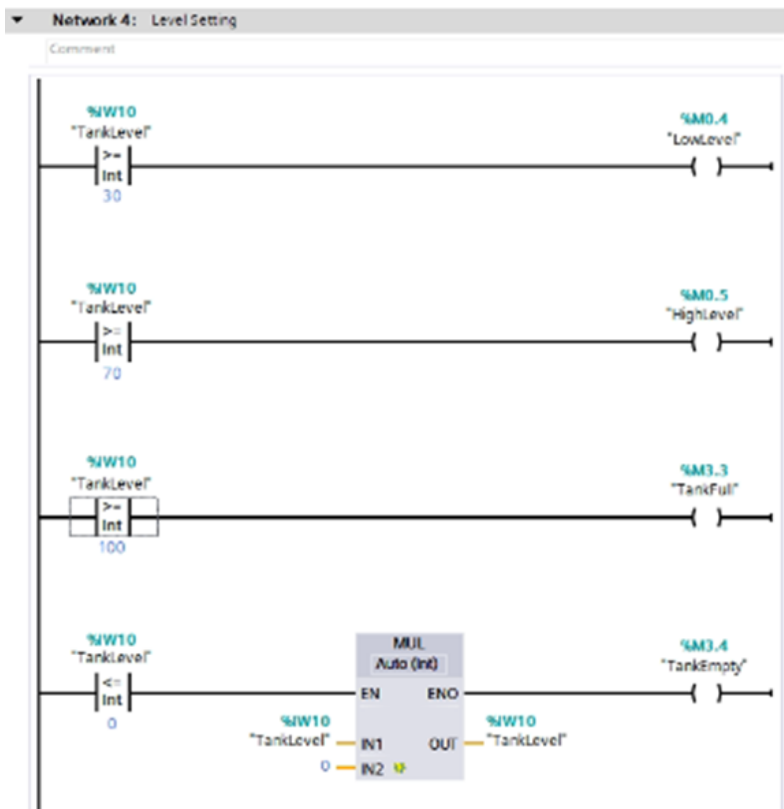 Network 4: Level Setting
Comment
%IW10
"TankLevel"
>=
Int
30
%M0.4
"LowLevel"
( )
%IW10
"TankLevel"
>=
Int
70
%M0.5
"HighLevel"
( )
%IW10
"TankLevel"
>=
Int
100
%M3.3
"TankFull"
( )
%IW10
"TankLevel"
<=
Int
0
MUL
Auto (Int)
EN ENO
%IW10
"TankLevel"
IN1 OUT
0
IN2
%IW10
"TankLevel"
%M3.4
"TankEmpty"
( )